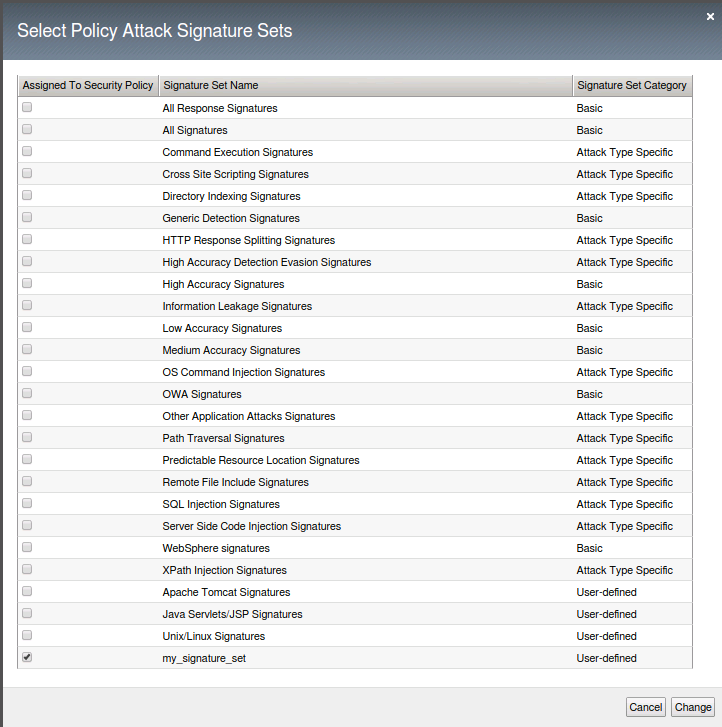 Select Policy Attack Signature Sets
Assigned To Security Policy Signature Set Name Signature Set Category
All Response Signatures Basic
All Signatures Basic
Command Execution Signatures Attack Type Specific
Cross Site Scripting Signatures Attack Type Specific
Directory Indexing Signatures Attack Type Specific
Generic Detection Signatures Basic
HTTP Response Splitting Signatures Attack Type Specific
High Accuracy Detection Evasion Signatures Attack Type Specific
High Accuracy Signatures Basic
Information Leakage Signatures Attack Type Specific
Low Accuracy Signatures Basic
Medium Accuracy Signatures Basic
OS Command Injection Signatures Attack Type Specific
OWA Signatures Basic
Other Application Attacks Signatures Attack Type Specific
Path Traversal Signatures Attack Type Specific
Predictable Resource Location Signatures Attack Type Specific
Remote File Include Signatures Attack Type Specific
SQL Injection Signatures Attack Type Specific
Server Side Code Injection Signatures Attack Type Specific
WebSphere signatures Basic
XPath Injection Signatures Attack Type Specific
Apache Tomcat Signatures User-defined
Java Servlets/JSP Signatures User-defined
Unix/Linux Signatures User-defined
my_signature_set User-defined
Cancel Change